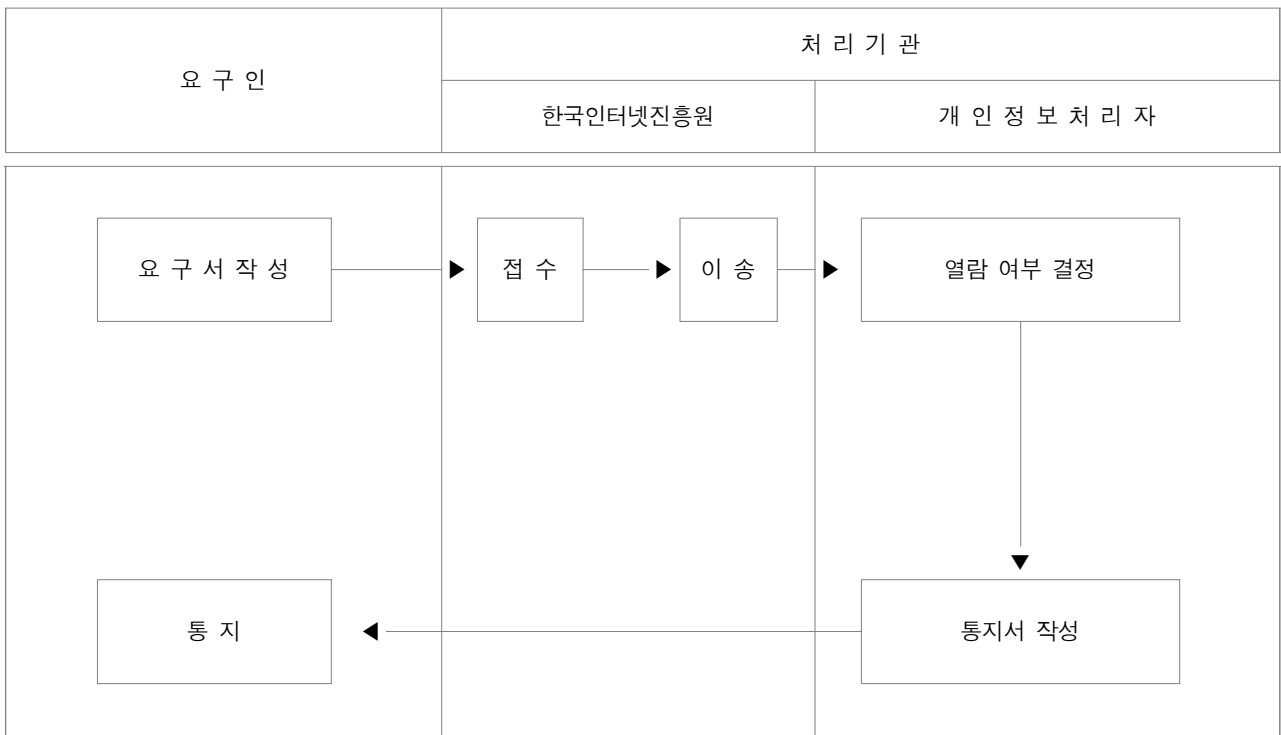 요 구 인
처 리 기 관
한국인터넷진흥원
개 인 정 보 처 리 자
요 구 서 작 성
접 수
이 송
열람 여부 결정
통 지
통지서 작성